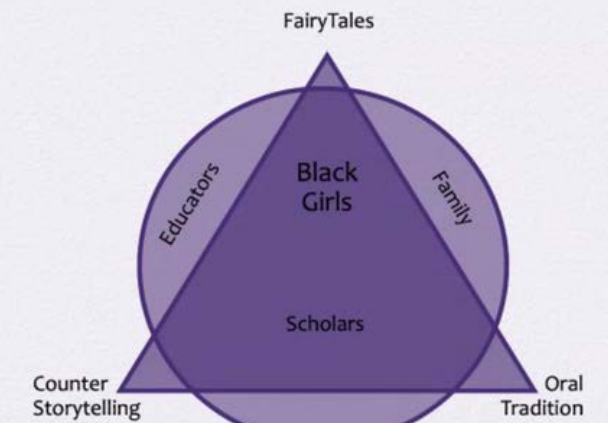 FairyTales
Educators
Black
Girls
Family
Scholars
Counter
Storytelling
Oral
Tradition